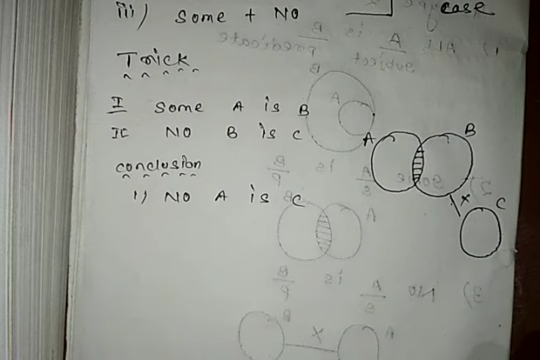 iii) Some + NO
case
Trick
I Some A is B
II NO B is C
conclusion
1) NO A is C
A
B
x
C